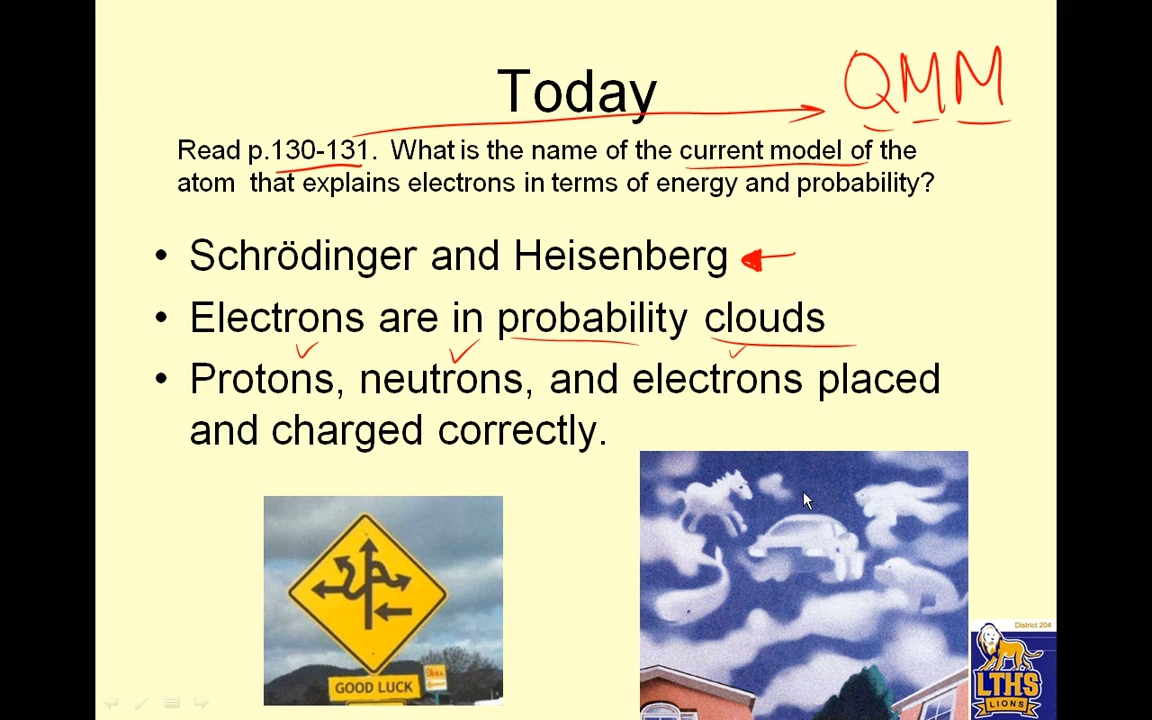 Today
QMM
Read p.130-131. What is the name of the current model of the
atom that explains electrons in terms of energy and probability?
• Schrödinger and Heisenberg
• Electrons are in probability clouds
• Protons, neutrons, and electrons placed
and charged correctly.
GOOD LUCK
District 204
LTHS
LIONS